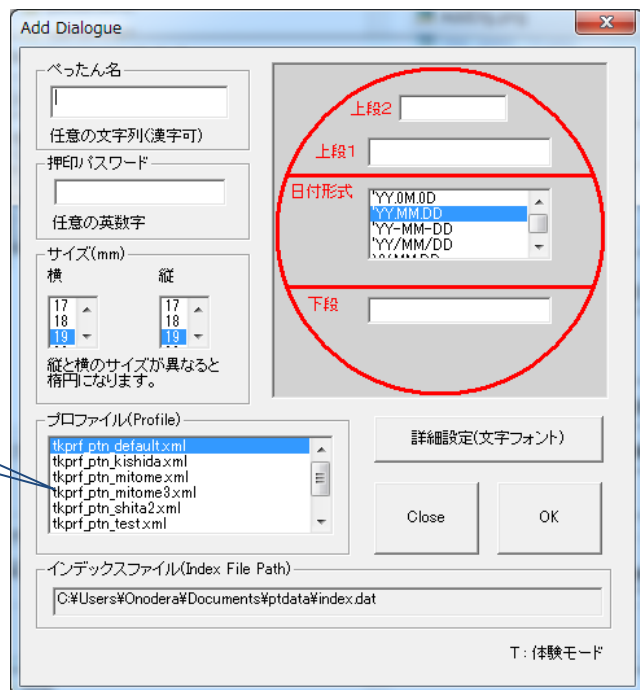 Add Dialogue
ぺったん名
任意の文字列(漢字可)
押印パスワード
任意の英数字
サイズ(mm)
横 縦
17 17
18 18
19 19
縦と横のサイズが異なると
楕円になります。
上段2
上段1
日付形式
'YY.0M.0D
'YY.MM.DD
'YY-MM-DD
'YY/MM/DD
下段
プロファイル(Profile)
tkprf_ptn_default.xml
tkprf_ptn_kishida.xml
tkprf_ptn_mitome.xml
tkprf_ptn_mitome3.xml
tkprf_ptn_shita2.xml
tkprf_ptn_test.xml
詳細設定(文字フォント)
Close
OK
インデックスファイル(Index File Path)
C:¥Users¥Onodera¥Documents¥ptdata¥index.dat
T:体験モード